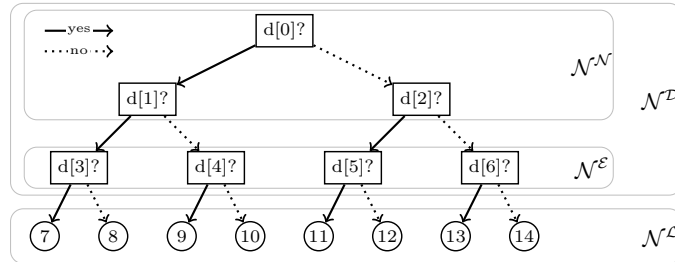 yes
d[0]?
no
𝒩^𝒩
d[1]? d[2]?
𝒩^𝒟
d[3]? d[4]? d[5]? d[6]? 𝒩^ℰ
7 8 9 10 11 12 13 14 𝒩^ℒ